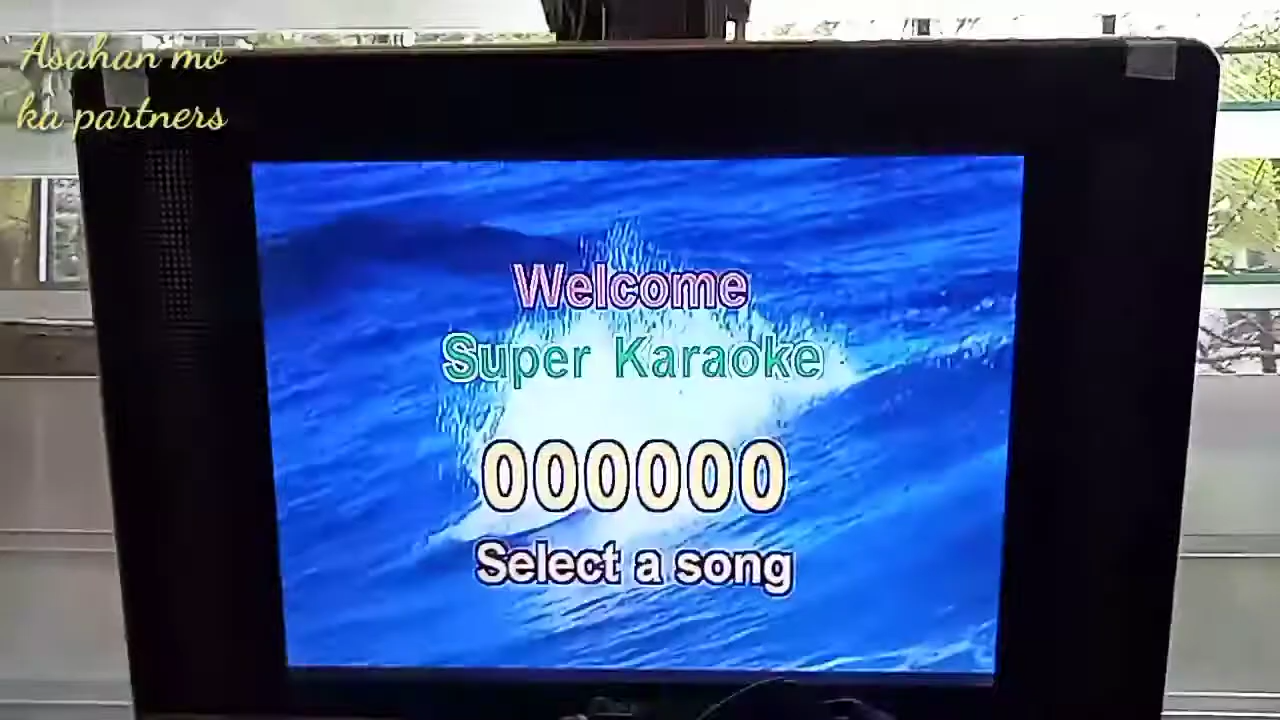 Asahan mo
ka partners
Welcome
Super Karaoke
000000
Select a song